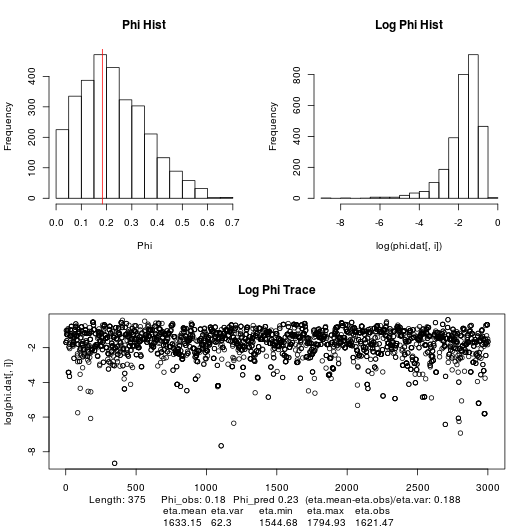 Phi Hist
Frequency
0 100 200 300 400
0.0 0.1 0.2 0.3 0.4 0.5 0.6 0.7
Phi
Log Phi Hist
Frequency
0 200 400 600 800
-8 -6 -4 -2 0
log(phi.dat[, i])
Log Phi Trace
log(phi.dat[, i])
-2 -4 -6 -8
0 500 1000 1500 2000 2500 3000
Length: 375 Phi_obs: 0.18 Phi_pred 0.23 (eta.mean-eta.obs)/eta.var: 0.188
eta.mean eta.var eta.min eta.max eta.obs
1633.15 62.3 1544.68 1794.93 1621.47